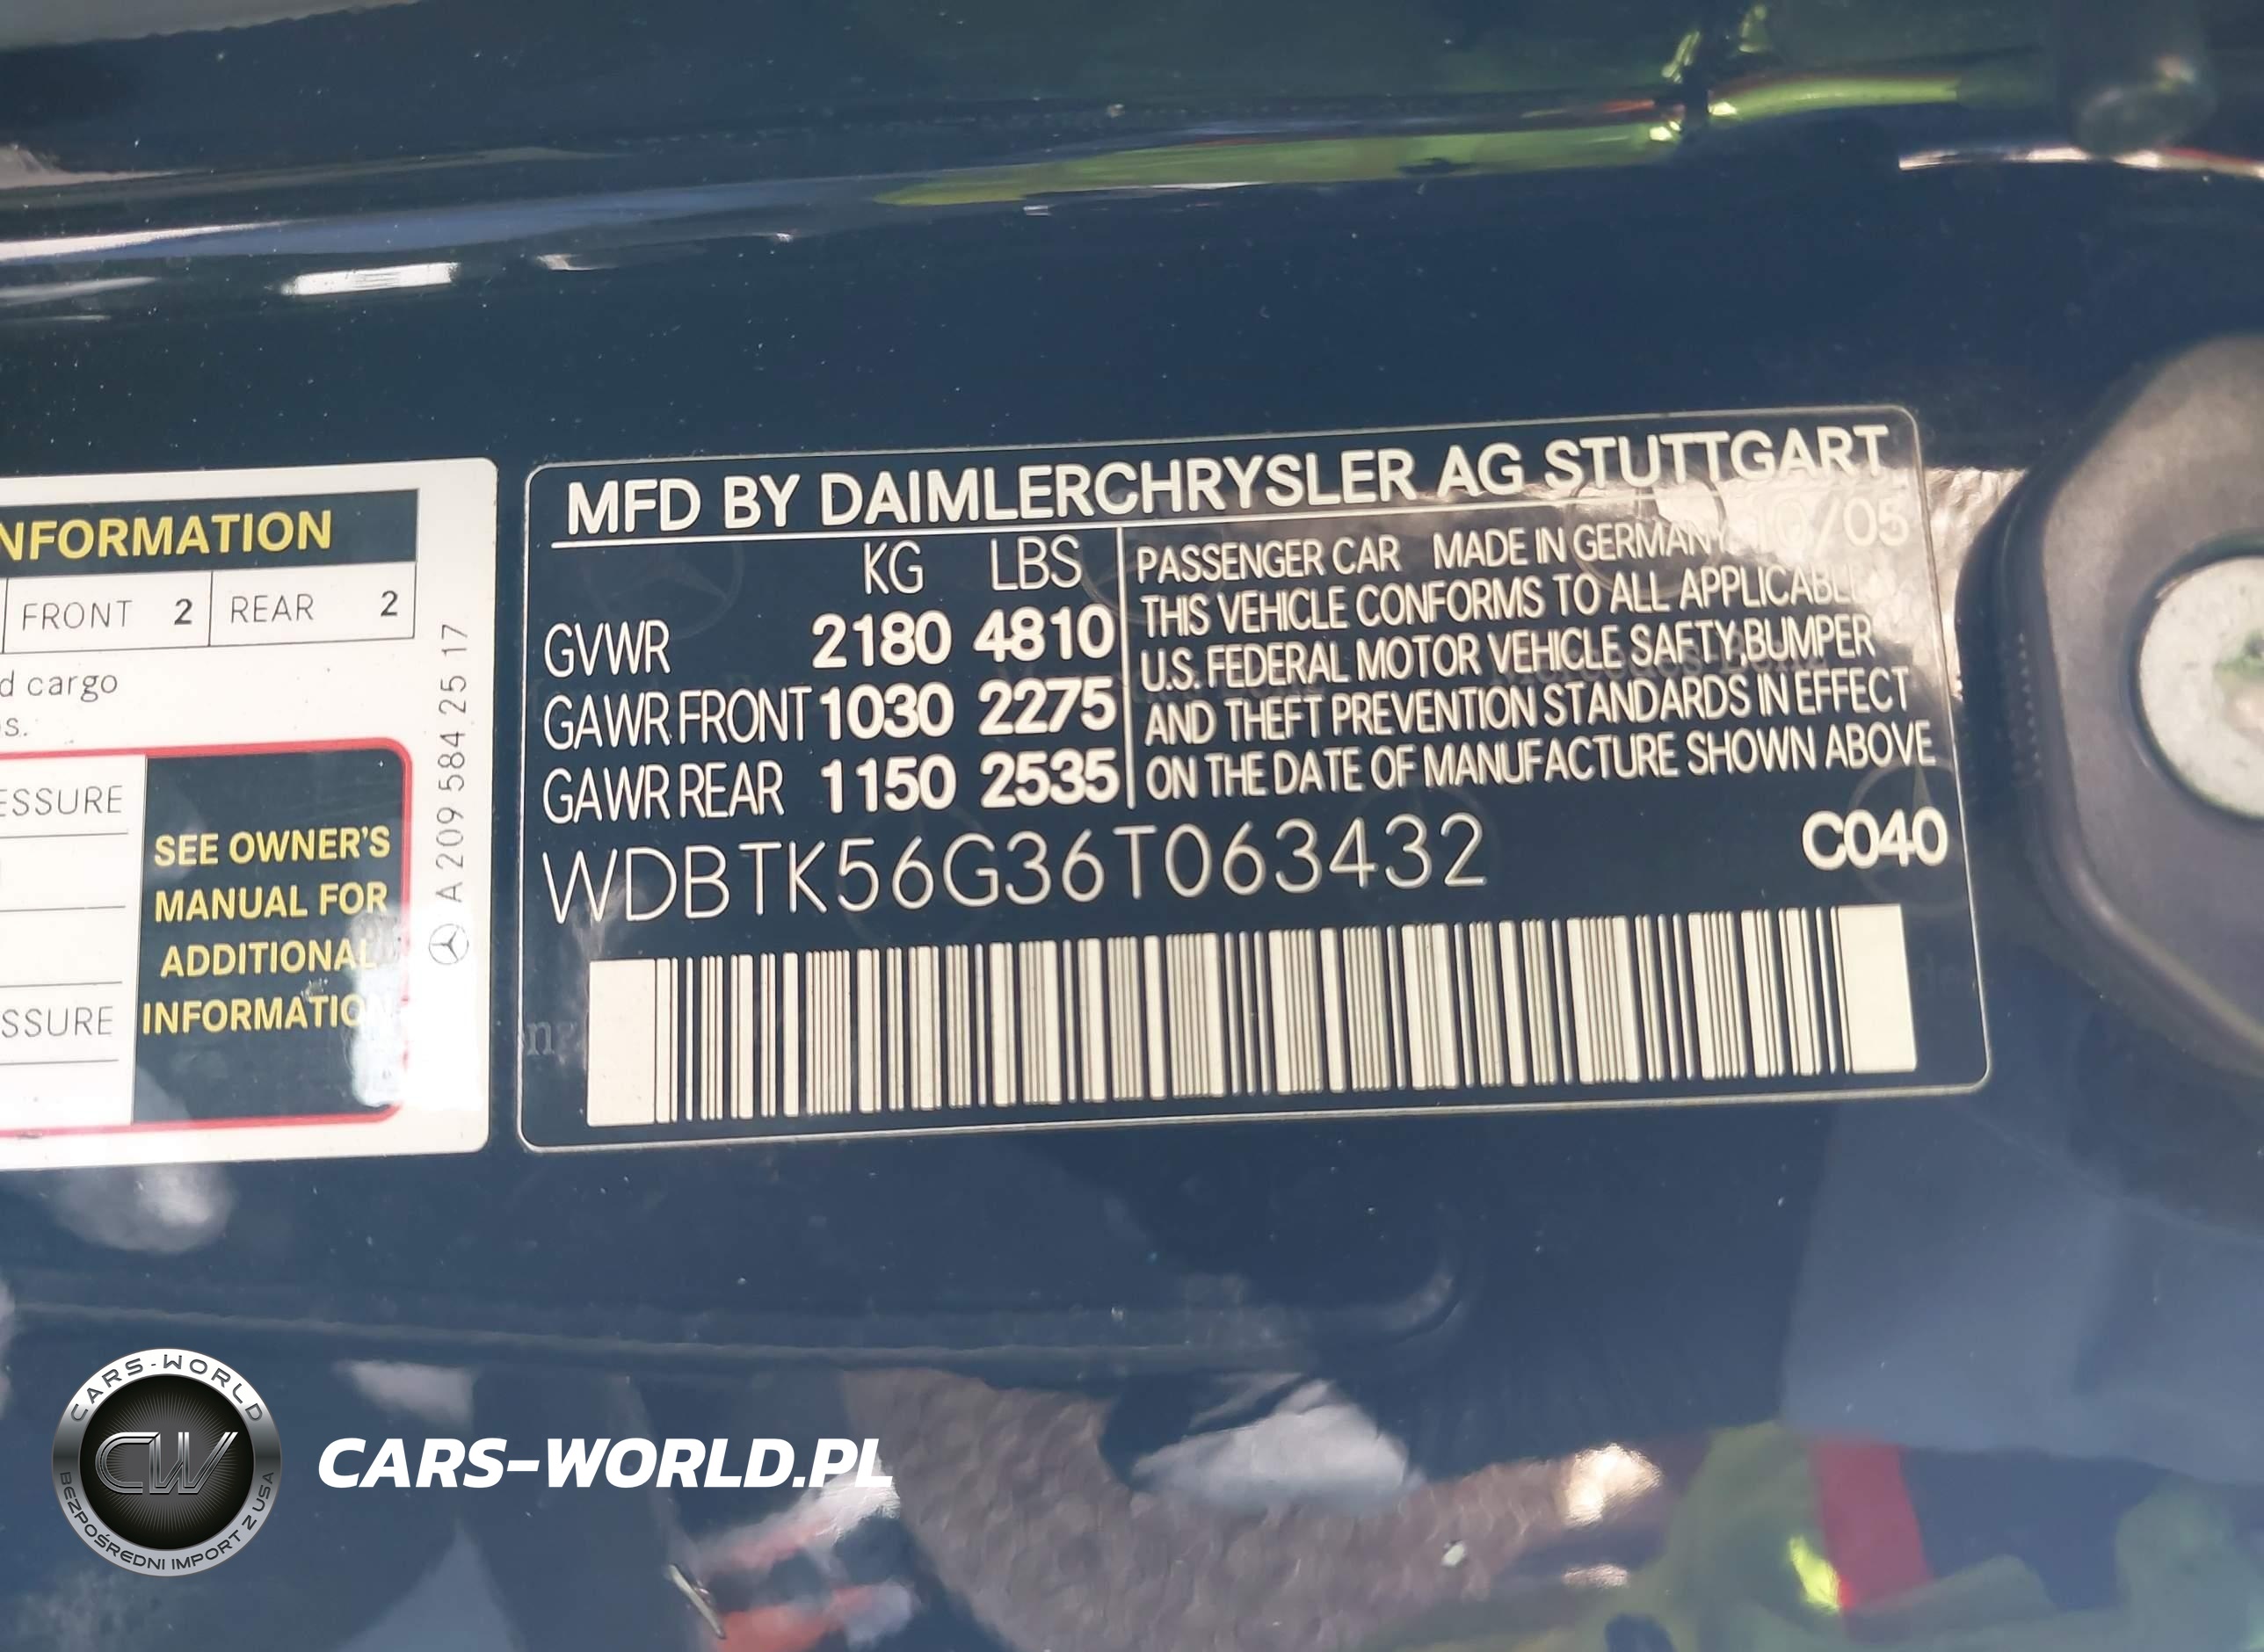 NFORMATION
FRONT 2 REAR 2
d cargo
s.
ESSURE
SSURE
SEE OWNER'S
MANUAL FOR
ADDITIONAL
INFORMATION
A 209 584 25 17
MFD BY DAIMLERCHRYSLER AG STUTTGART
KG LBS
GVWR 2180 4810
GAWR FRONT 1030 2275
GAWR REAR 1150 2535
PASSENGER CAR MADE IN GERMANY 10/05
THIS VEHICLE CONFORMS TO ALL APPLICABLE
U.S. FEDERAL MOTOR VEHICLE SAFTY,BUMPER
AND THEFT PREVENTION STANDARDS IN EFFECT
ON THE DATE OF MANUFACTURE SHOWN ABOVE
WDBTK56G36T063432 C040
CARS-WORLD
CW
BEZPOŚREDNI IMPORT Z USA
CARS-WORLD.PL